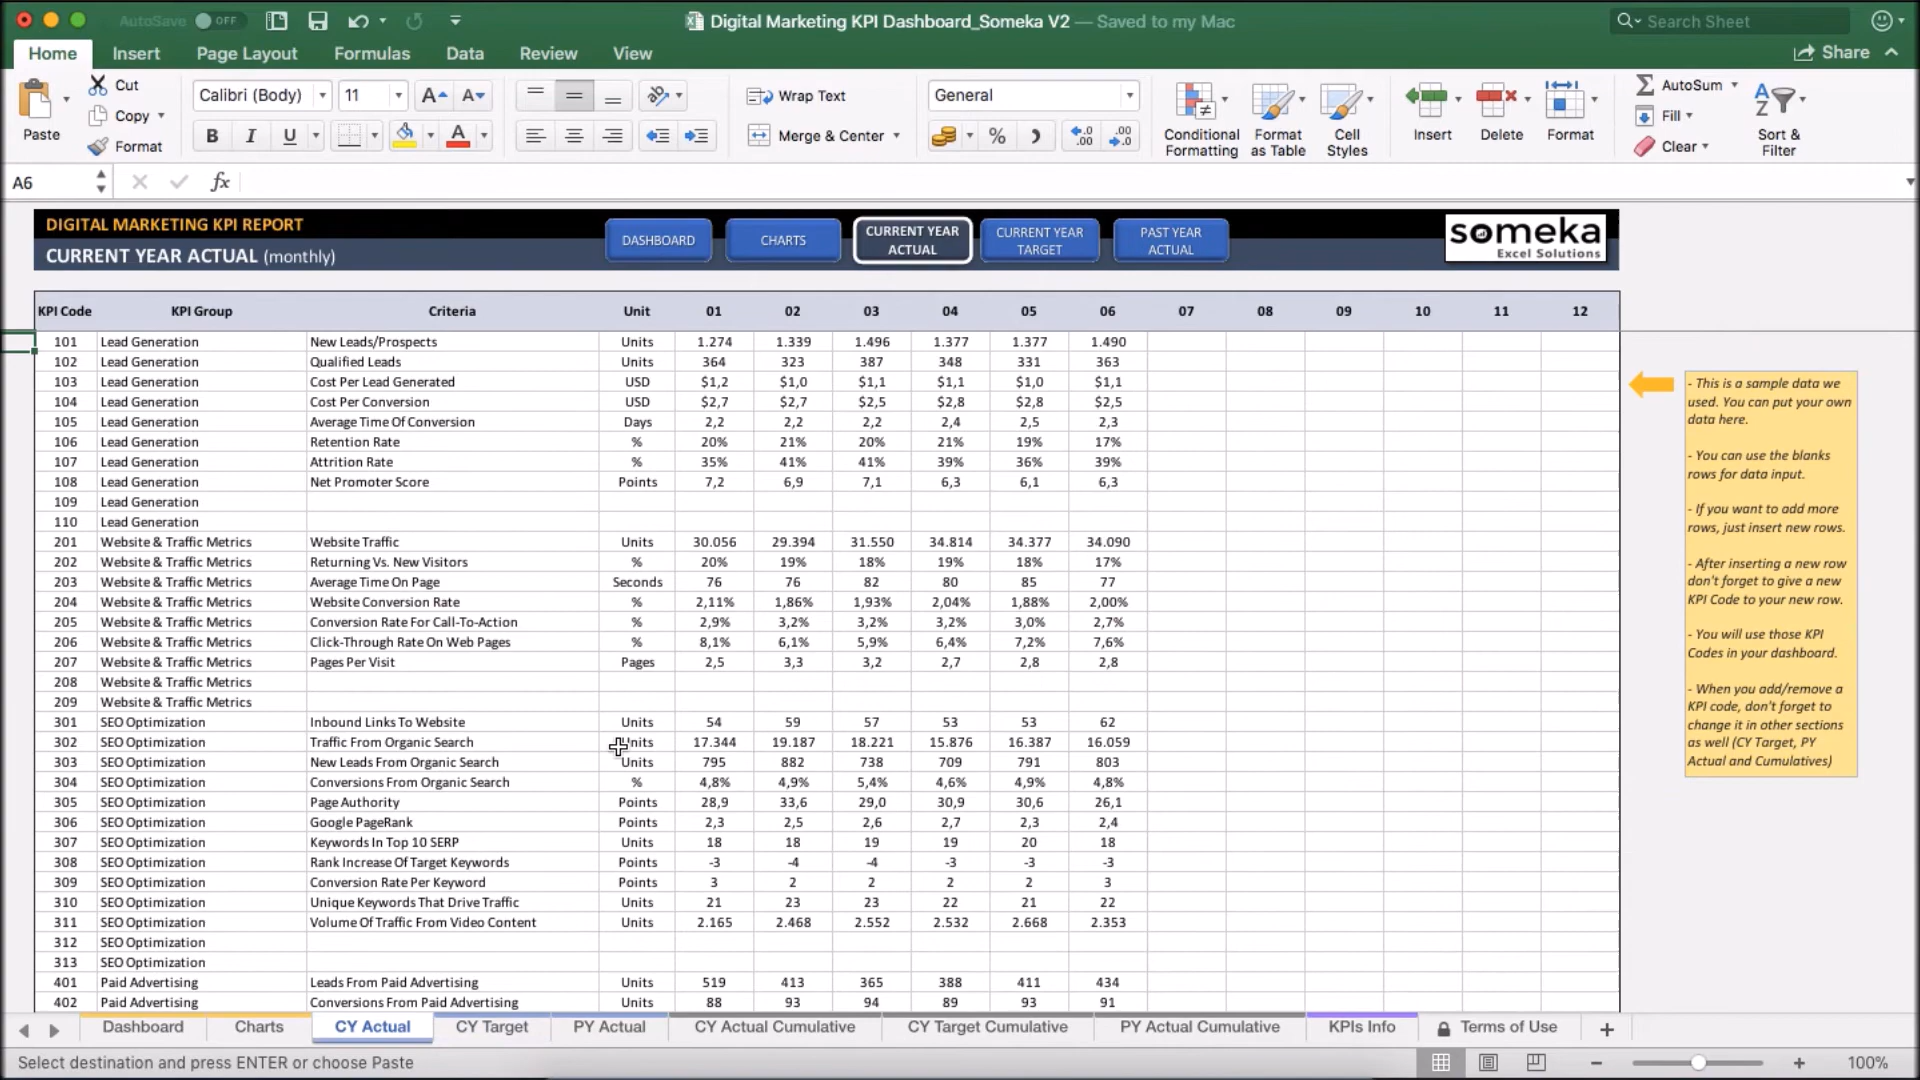 AutoSave OFF
Digital Marketing KPI Dashboard_Someka V2 — Saved to my Mac
Search Sheet
Home Insert Page Layout Formulas Data Review View
Share
Paste
Cut
Copy
Format
Calibri (Body) 11
Wrap Text
Merge & Center
General
Conditional Formatting
Format as Table
Cell Styles
Insert
Delete
Format
AutoSum
Fill
Clear
Sort & Filter
A6
fx
DIGITAL MARKETING KPI REPORT
CURRENT YEAR ACTUAL (monthly)
DASHBOARD
CHARTS
CURRENT YEAR ACTUAL
CURRENT YEAR TARGET
PAST YEAR ACTUAL
someka
Excel Solutions
KPI Code KPI Group Criteria Unit 01 02 03 04 05 06 07 08 09 10 11 12
101 Lead Generation New Leads/Prospects Units 1.274 1.339 1.496 1.377 1.377 1.490
102 Lead Generation Qualified Leads Units 364 323 387 348 331 363
103 Lead Generation Cost Per Lead Generated USD $1,2 $1,0 $1,1 $1,1 $1,0 $1,1
104 Lead Generation Cost Per Conversion USD $2,7 $2,7 $2,5 $2,8 $2,8 $2,5
105 Lead Generation Average Time Of Conversion Days 2,2 2,2 2,2 2,4 2,5 2,3
106 Lead Generation Retention Rate % 20% 21% 20% 21% 19% 17%
107 Lead Generation Attrition Rate % 35% 41% 41% 39% 36% 39%
108 Lead Generation Net Promoter Score Points 7,2 6,9 7,1 6,3 6,1 6,3
109 Lead Generation
110 Lead Generation
201 Website & Traffic Metrics Website Traffic Units 30.056 29.394 31.550 34.814 34.377 34.090
202 Website & Traffic Metrics Returning Vs. New Visitors % 20% 19% 18% 19% 18% 17%
203 Website & Traffic Metrics Average Time On Page Seconds 76 76 82 80 85 77
204 Website & Traffic Metrics Website Conversion Rate % 2,11% 1,86% 1,93% 2,04% 1,88% 2,00%
205 Website & Traffic Metrics Conversion Rate For Call-To-Action % 2,9% 3,2% 3,2% 3,2% 3,0% 2,7%
206 Website & Traffic Metrics Click-Through Rate On Web Pages % 8,1% 6,1% 5,9% 6,4% 7,2% 7,6%
207 Website & Traffic Metrics Pages Per Visit Pages 2,5 3,3 3,2 2,7 2,8 2,8
208 Website & Traffic Metrics
209 Website & Traffic Metrics
301 SEO Optimization Inbound Links To Website Units 54 59 57 53 53 62
302 SEO Optimization Traffic From Organic Search Units 17.344 19.187 18.221 15.876 16.387 16.059
303 SEO Optimization New Leads From Organic Search Units 795 882 738 709 791 803
304 SEO Optimization Conversions From Organic Search % 4,8% 4,9% 5,4% 4,6% 4,9% 4,8%
305 SEO Optimization Page Authority Points 28,9 33,6 29,0 30,9 30,6 26,1
306 SEO Optimization Google PageRank Points 2,3 2,5 2,6 2,7 2,3 2,4
307 SEO Optimization Keywords In Top 10 SERP Units 18 18 19 19 20 18
308 SEO Optimization Rank Increase Of Target Keywords Points -3 -4 -4 -3 -3 -3
309 SEO Optimization Conversion Rate Per Keyword Points 3 2 2 2 2 3
310 SEO Optimization Unique Keywords That Drive Traffic Units 21 23 23 22 21 22
311 SEO Optimization Volume Of Traffic From Video Content Units 2.165 2.468 2.552 2.532 2.668 2.353
312 SEO Optimization
313 SEO Optimization
401 Paid Advertising Leads From Paid Advertising Units 519 413 365 388 411 434
402 Paid Advertising Conversions From Paid Advertising Units 88 93 94 89 93 91
- This is a sample data we
used. You can put your own
data here.
- You can use the blanks
rows for data input.
- If you want to add more
rows, just insert new rows.
- After inserting a new row
don't forget to give a new
KPI Code to your new row.
- You will use those KPI
Codes in your dashboard.
- When you add/remove a
KPI code, don't forget to
change it in other sections
as well (CY Target, PY
Actual and Cumulatives)
Dashboard Charts CY Actual CY Target PY Actual CY Actual Cumulative CY Target Cumulative PY Actual Cumulative KPIs Info Terms of Use
Select destination and press ENTER or choose Paste
100%